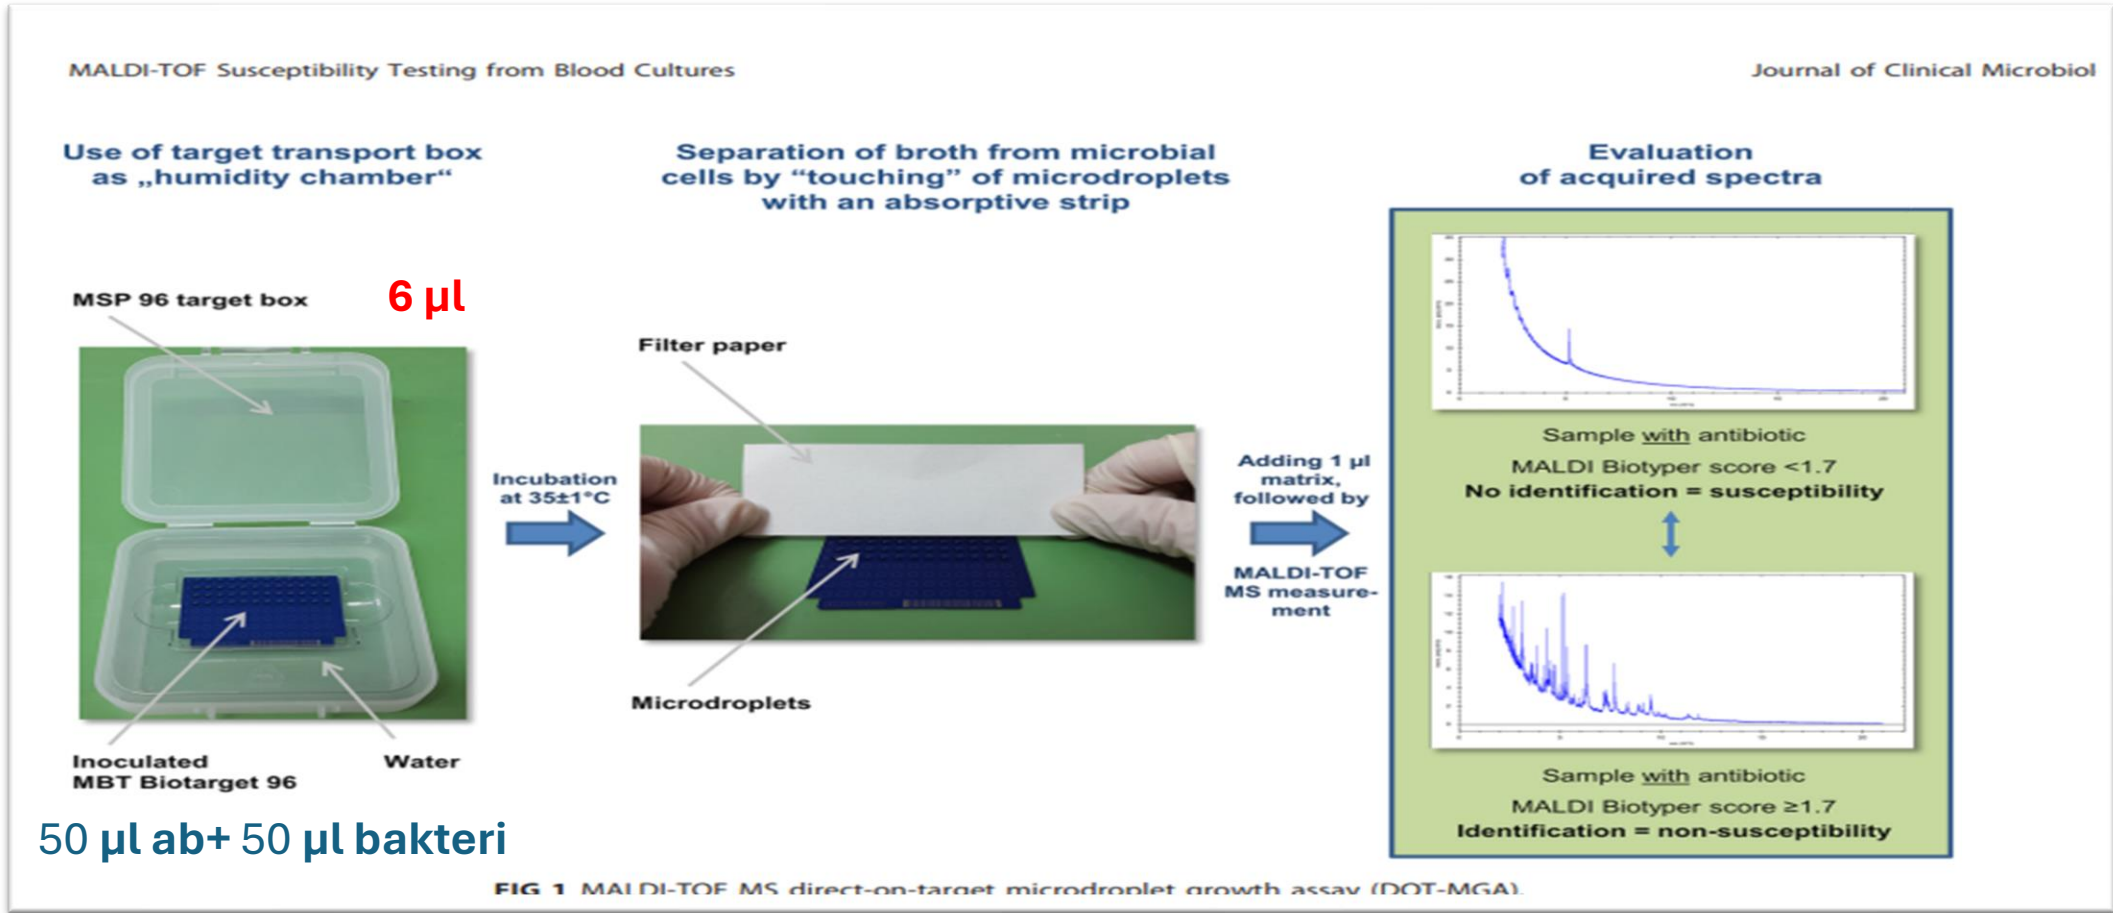 MALDI-TOF Susceptibility Testing from Blood Cultures
Journal of Clinical Microbiol
Use of target transport box
as „humidity chamber“
Separation of broth from microbial
cells by “touching” of microdroplets
with an absorptive strip
Evaluation
of acquired spectra
MSP 96 target box
6 µl
Inoculated
MBT Biotarget 96
Water
50 µl ab+ 50 µl bakteri
Incubation
at 35±1°C
Filter paper
Microdroplets
Adding 1 µl
matrix,
followed by
MALDI-TOF
MS measure-
ment
Sample with antibiotic
MALDI Biotyper score <1.7
No identification = susceptibility
Sample with antibiotic
MALDI Biotyper score ≥1.7
Identification = non-susceptibility
FIG 1 MALDI-TOF MS direct-on-target microdroplet growth assay (DOT-MGA).